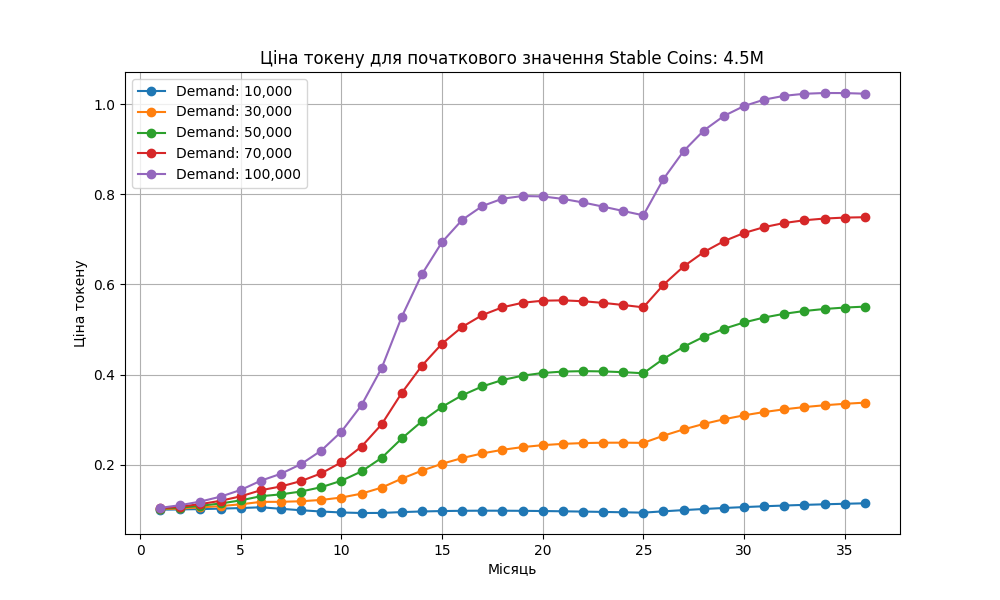 Ціна токену для початкового значення Stable Coins: 4.5M
Demand: 10,000
Demand: 30,000
Demand: 50,000
Demand: 70,000
Demand: 100,000
Ціна токену
1.0
0.8
0.6
0.4
0.2
0 5 10 15 20 25 30 35
Місяць